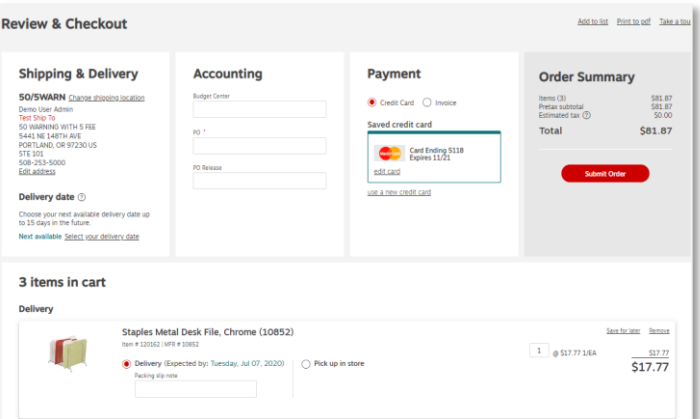 Review & Checkout
Add to list Print to pdf Take a tou
Shipping & Delivery
50/5WARN Change shipping location
Demo User Admin
Test Ship To
50 WARNING WITH 5 FEE
5441 NE 148TH AVE
PORTLAND, OR 97230 US
STE 101
508-253-5000
Edit address
Delivery date
Choose your next available delivery date up
to 15 days in the future.
Next available Select your delivery date
Accounting
Budget Center
PO *
PO Release
Payment
Credit Card Invoice
Saved credit card
Card Ending 5118
Expires 11/21
edit card
use a new credit card
Order Summary
Items (3) $81.87
Pretax subtotal $81.87
Estimated tax $0.00
Total $81.87
Submit Order
3 items in cart
Delivery
Staples Metal Desk File, Chrome (10852)
Item # 120162 | MFR # 10852
Save for later Remove
Delivery (Expected by: Tuesday, Jul 07, 2020) Pick up in store
Packing slip note
1 @ $17.77 1/EA $17.77
$17.77